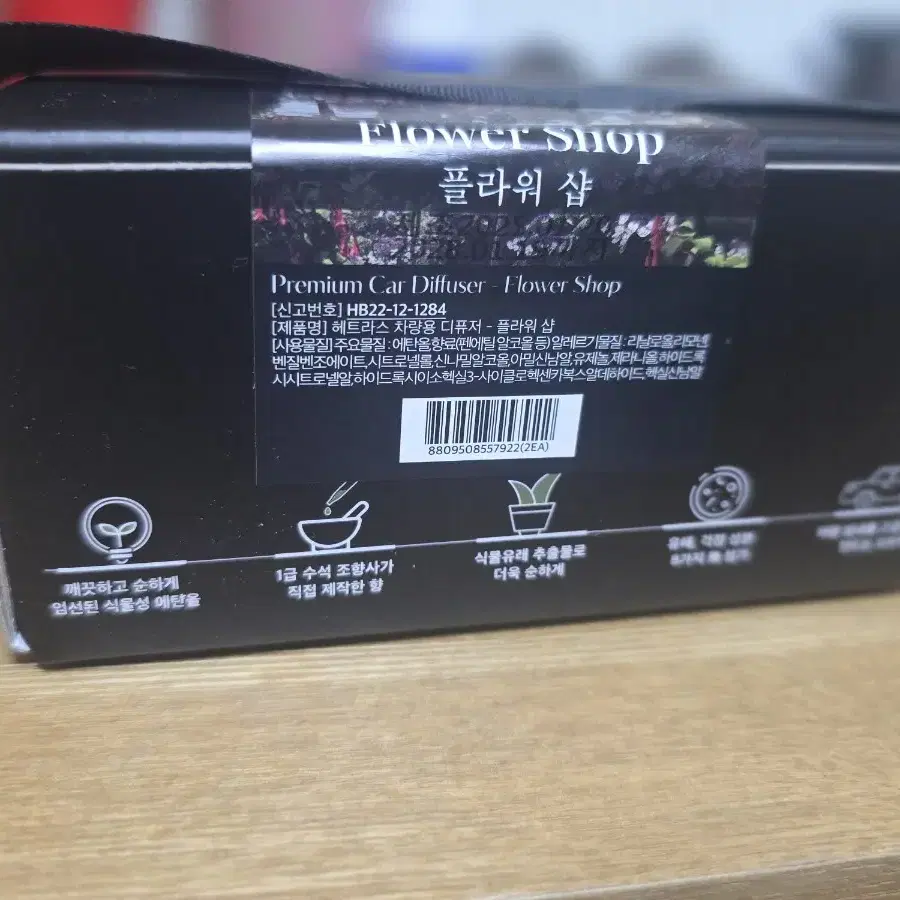 Flower Shop
플라워 샵
Premium Car Diffuser - Flower Shop
[신고번호] HB22-12-1284
[제품명] 헤트라스 차량용 디퓨저 - 플라워 샵
[사용물질] 주요물질 : 에탄올,향료(펜에틸 알코올 등) 알레르기물질 : 리날로올,리모넨
벤질벤조에이트,시트로넬롤,신나밀알코올,아밀신남알,유제놀,제라니올,하이드록
시시트로넬알,하이드록시이소헥실3-사이클로헥센카복스알데하이드,헥실신남알
8809508557922(2EA)
깨끗하고 순하게
엄선된 식물성 에탄올
1급 수석 조향사가
직접 제작한 향
식물유래 추출물로
더욱 순하게